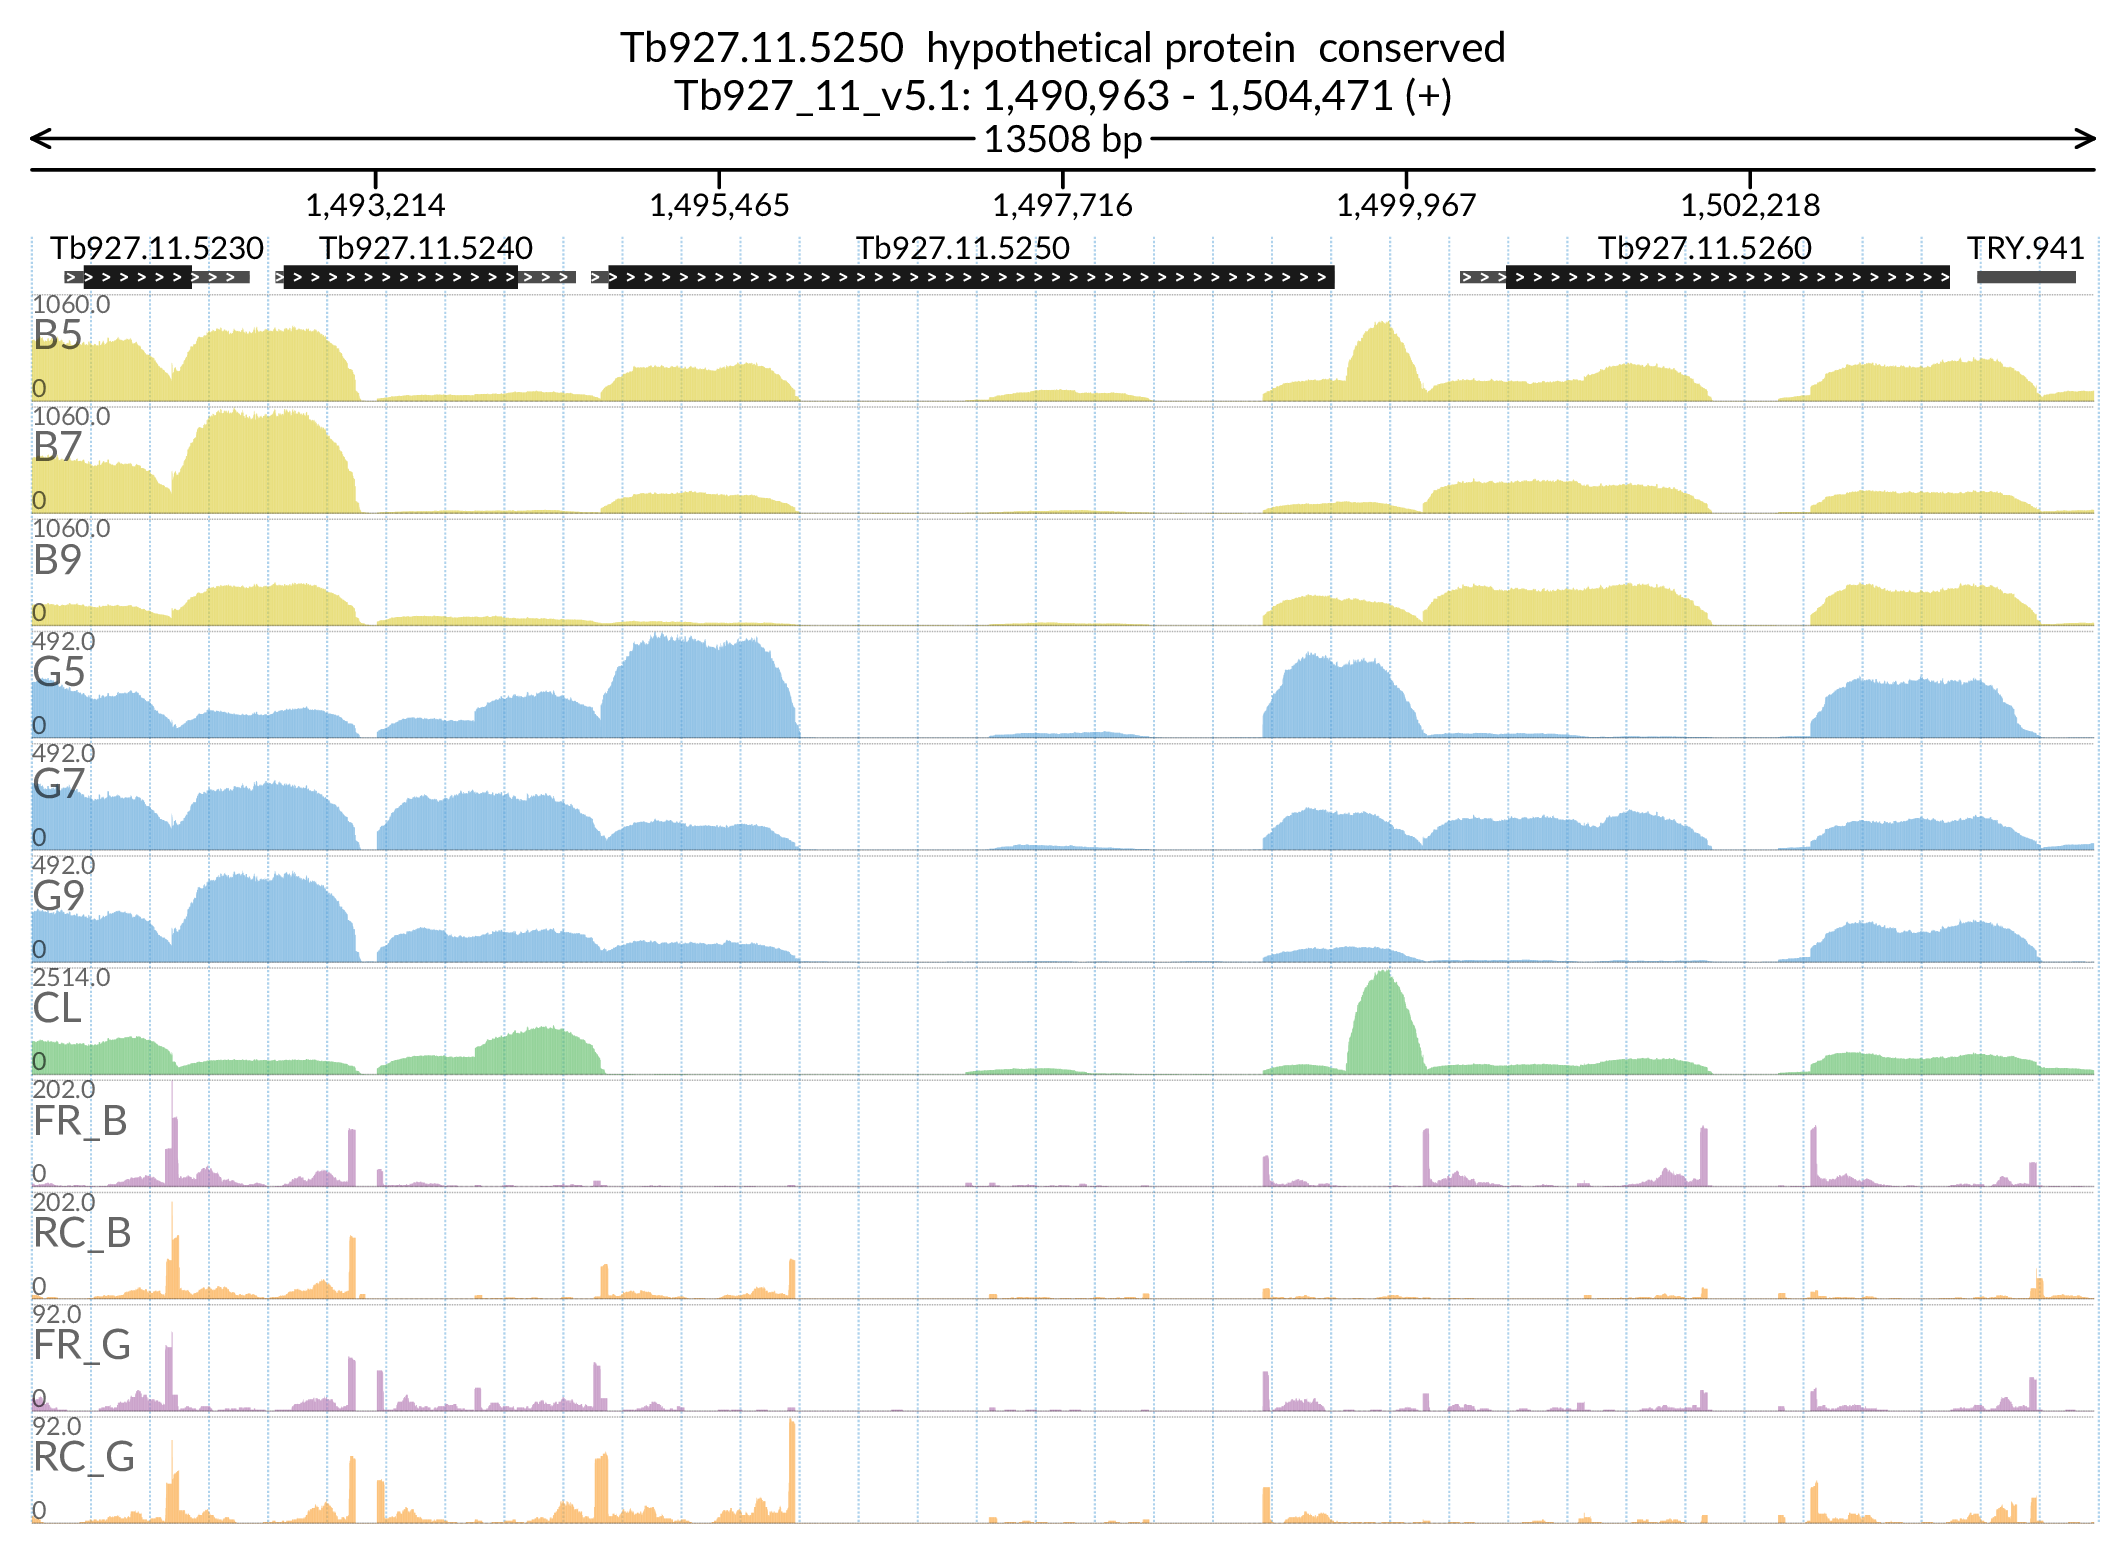 Tb927.11.5250  hypothetical protein  conserved
Tb927_11_v5.1: 1,490,963 - 1,504,471 (+)
13508 bp
1,493,214 1,495,465 1,497,716 1,499,967 1,502,218
Tb927.11.5230 Tb927.11.5240 Tb927.11.5250 Tb927.11.5260 TRY.941
1060.0
B5
0
1060.0
B7
0
1060.0
B9
0
492.0
G5
0
492.0
G7
0
492.0
G9
0
2514.0
CL
0
202.0
FR_B
0
202.0
RC_B
0
92.0
FR_G
0
92.0
RC_G
0